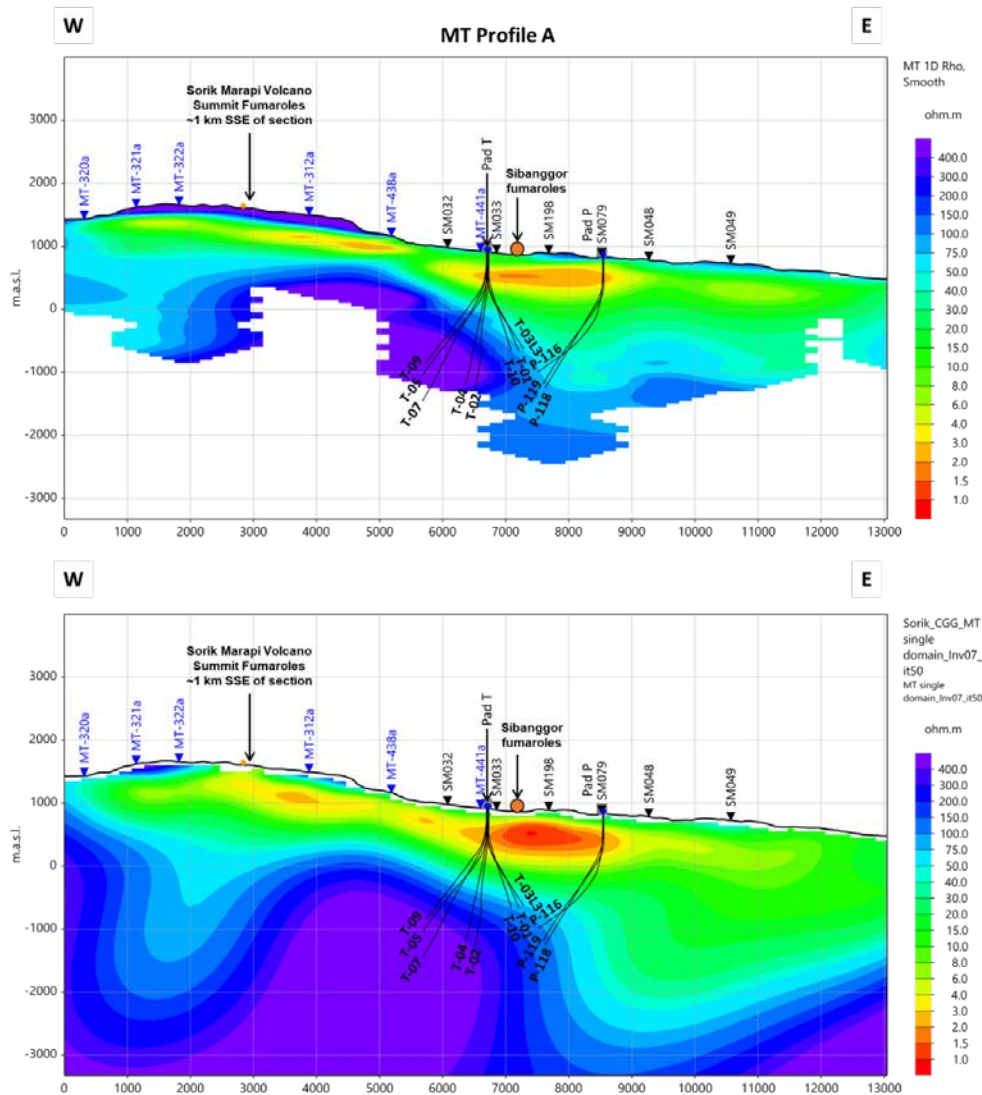 W
E
MT Profile A
Sorik Marapi Volcano
Summit Fumaroles
~1 km SSE of section
MT-320a
MT-321a
MT-322a
MT-312a
MT-438a
SM032
MT-441a
Pad T
SM033
Sibanggor
fumaroles
SM198
Pad P
SM079
SM048
SM049
3000
2000
1000
0
-1000
-2000
-3000
m.a.s.l.
T-09
T-05
T-07
T-04
T-02
T-03L3
T-01
T-10
P-116
P-119
P-118
0
1000
2000
3000
4000
5000
6000
7000
8000
9000
10000
11000
12000
13000
MT 1D Rho,
Smooth
ohm.m
400.0
300.0
200.0
150.0
100.0
75.0
50.0
40.0
30.0
20.0
15.0
10.0
8.0
6.0
4.0
3.0
2.0
1.5
1.0
W
E
Sorik Marapi Volcano
Summit Fumaroles
~1 km SSE of section
MT-320a
MT-321a
MT-322a
MT-312a
MT-438a
SM032
MT-441a
Pad T
SM033
Sibanggor
fumaroles
SM198
Pad P
SM079
SM048
SM049
3000
2000
1000
0
-1000
-2000
-3000
m.a.s.l.
T-09
T-05
T-07
T-04
T-02
T-03L3
T-01
T-10
P-116
P-119
P-118
0
1000
2000
3000
4000
5000
6000
7000
8000
9000
10000
11000
12000
13000
Sorik_CGG_MT
single
domain_Inv07_
it50
MT single
domain_Inv07_it50
ohm.m
400.0
300.0
200.0
150.0
100.0
75.0
50.0
40.0
30.0
20.0
15.0
10.0
8.0
6.0
4.0
3.0
2.0
1.5
1.0